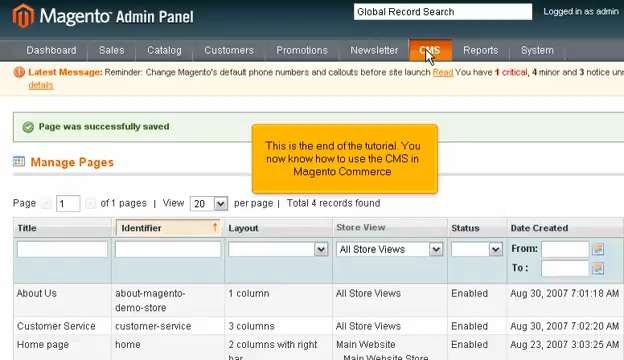 Magento Admin Panel
Global Record Search
Logged in as admin
Dashboard Sales Catalog Customers Promotions Newsletter CMS Reports System
Latest Message: Reminder: Change Magento's default phone numbers and callouts before site launch Read You have 1 critical, 4 minor and 3 notice unr
details
Page was successfully saved
This is the end of the tutorial. You
now know how to use the CMS in
Magento Commerce
Manage Pages
Page 1 of 1 pages | View 20 per page | Total 4 records found
Title Identifier Layout Store View Status Date Created
All Store Views From:
To :
About Us about-magento- 1 column All Store Views Enabled Aug 30, 2007 7:01:18 AM
demo-store
Customer Service customer-service 3 columns All Store Views Enabled Aug 30, 2007 7:02:20 AM
Home page home 2 columns with right Main Website Enabled Aug 23, 2007 3:03:25 AM
bar Main Website Store